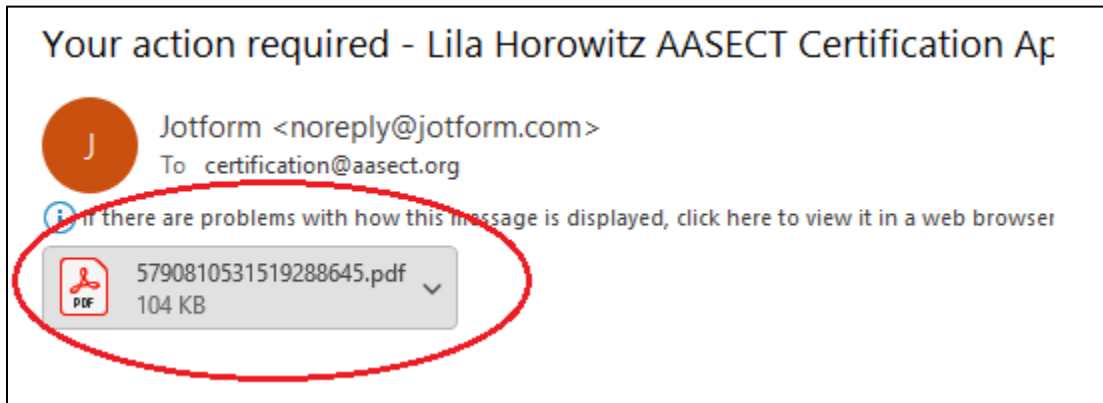 Your action required - Lila Horowitz AASECT Certification Ap
J
Jotform <noreply@jotform.com>
To certification@aasect.org
If there are problems with how this message is displayed, click here to view it in a web browser
PDF
5790810531519288645.pdf
104 KB